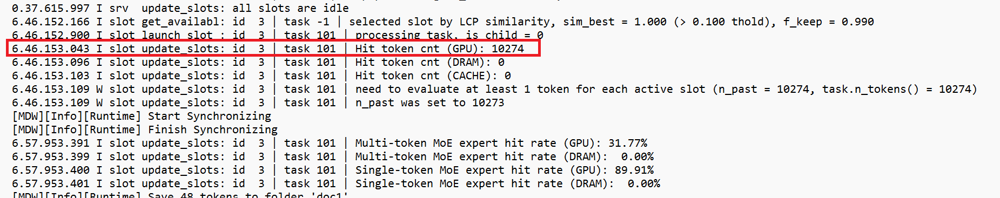 0.37.615.997 I srv  update_slots: all slots are idle
6.46.152.166 I slot get_availabl: id  3 | task -1 | selected slot by LCP similarity, sim_best = 1.000 (> 0.100 thold), f_keep = 0.990
6.46.152.900 I slot launch_slot_: id  3 | task 101 | processing task, is_child = 0
6.46.153.043 I slot update_slots: id  3 | task 101 | Hit token cnt (GPU): 10274
6.46.153.096 I slot update_slots: id  3 | task 101 | Hit token cnt (DRAM): 0
6.46.153.103 I slot update_slots: id  3 | task 101 | Hit token cnt (CACHE): 0
6.46.153.109 W slot update_slots: id  3 | task 101 | need to evaluate at least 1 token for each active slot (n_past = 10274, task.n_tokens() = 10274)
6.46.153.109 W slot update_slots: id  3 | task 101 | n_past was set to 10273
[MDW][Info][Runtime] Start Synchronizing
[MDW][Info][Runtime] Finish Synchronizing
6.57.953.391 I slot update_slots: id  3 | task 101 | Multi-token MoE expert hit rate (GPU): 31.77%
6.57.953.399 I slot update_slots: id  3 | task 101 | Multi-token MoE expert hit rate (DRAM):  0.00%
6.57.953.400 I slot update_slots: id  3 | task 101 | Single-token MoE expert hit rate (GPU): 89.91%
6.57.953.401 I slot update_slots: id  3 | task 101 | Single-token MoE expert hit rate (DRAM):  0.00%
[MDW][Info][Runtime] Save 48 tokens to folder 'doc1'